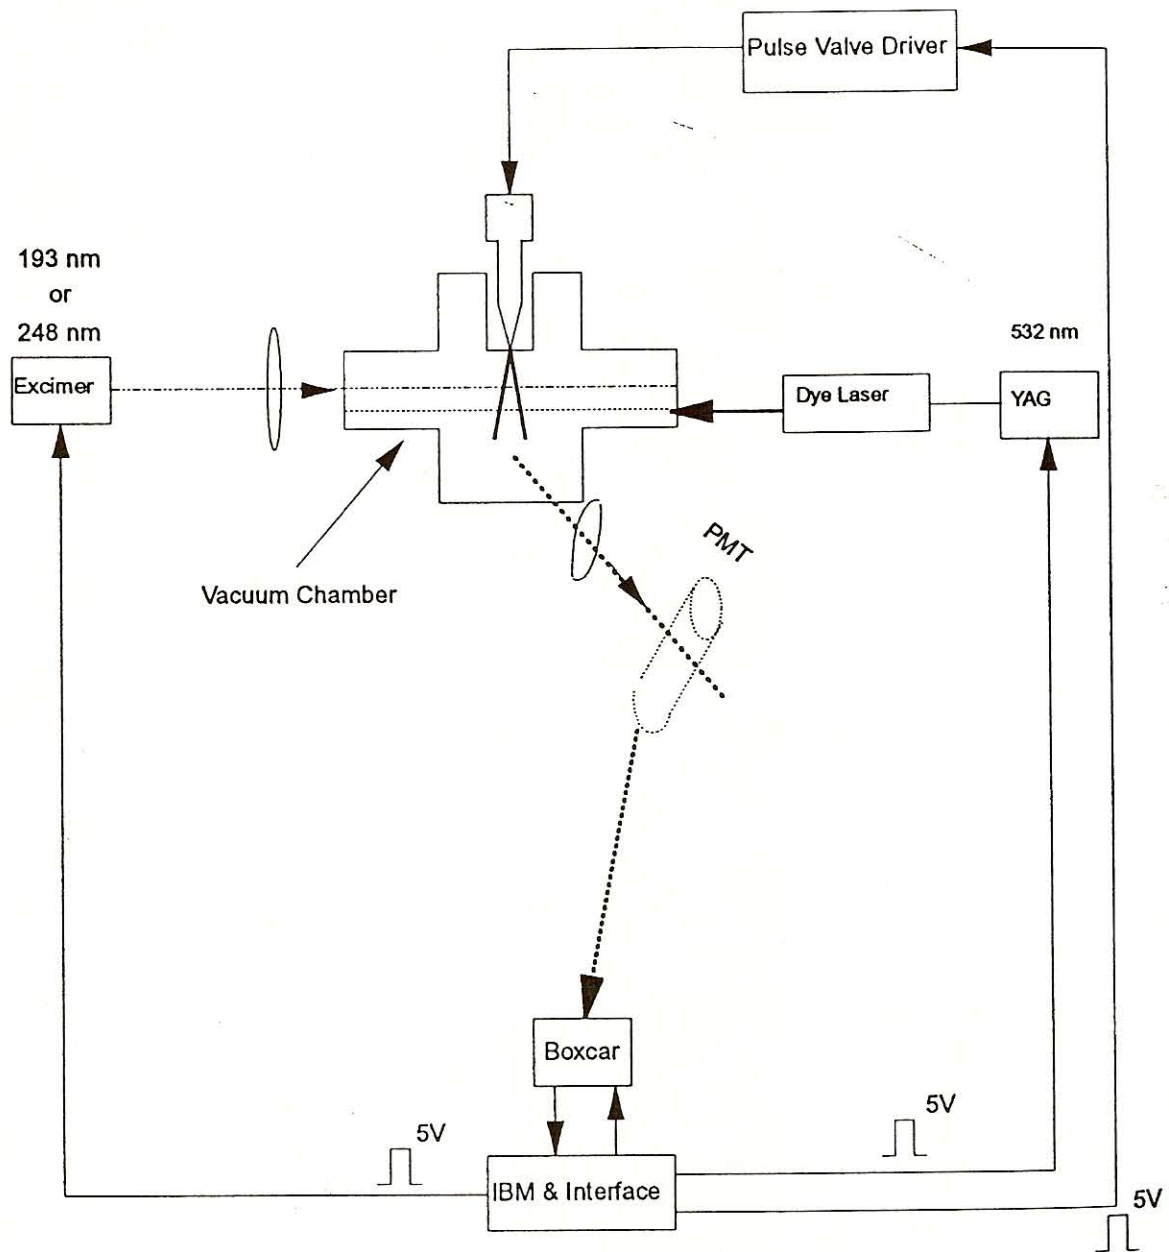 Pulse Valve Driver
193 nm
or
248 nm
532 nm
Excimer
Dye Laser
YAG
PMT
Vacuum Chamber
Boxcar
5V
5V
IBM & Interface
5V